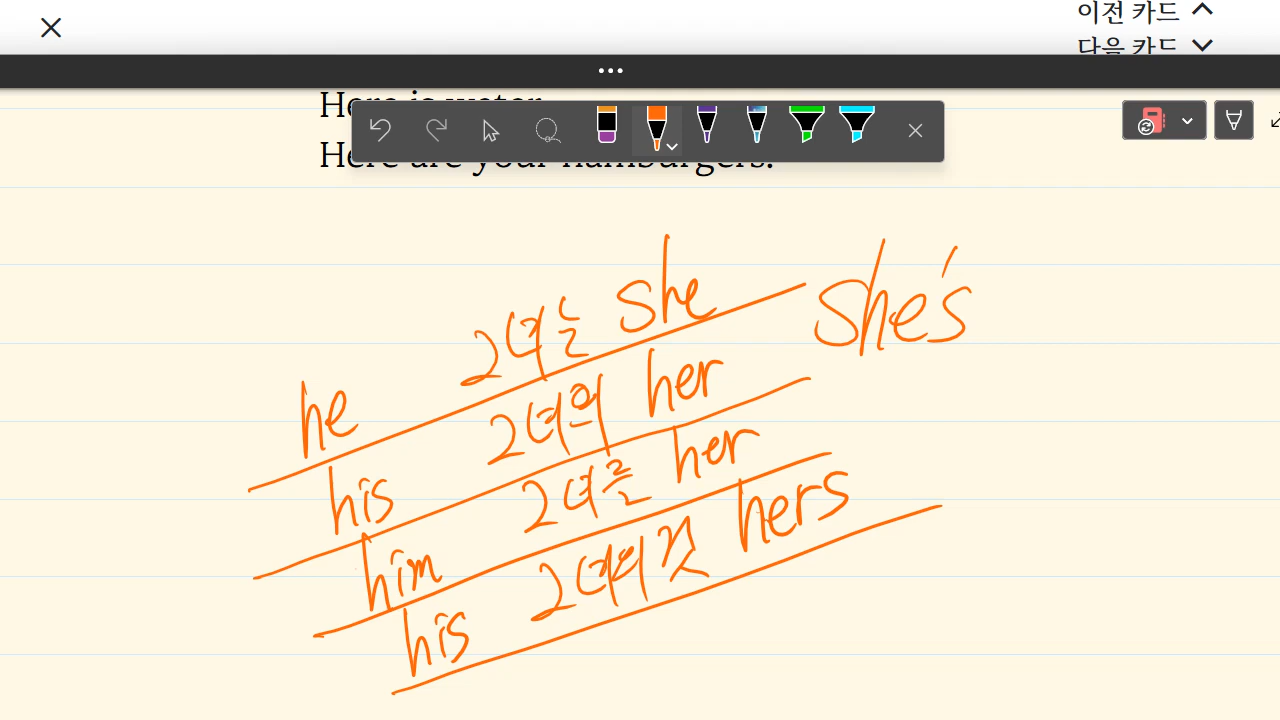 이전 카드
다음 카드
Here is water
Here are your hamburgers.
she's
he 그녀는 she
his 그녀의 her
him 그녀를 her
his 그녀의 것 hers